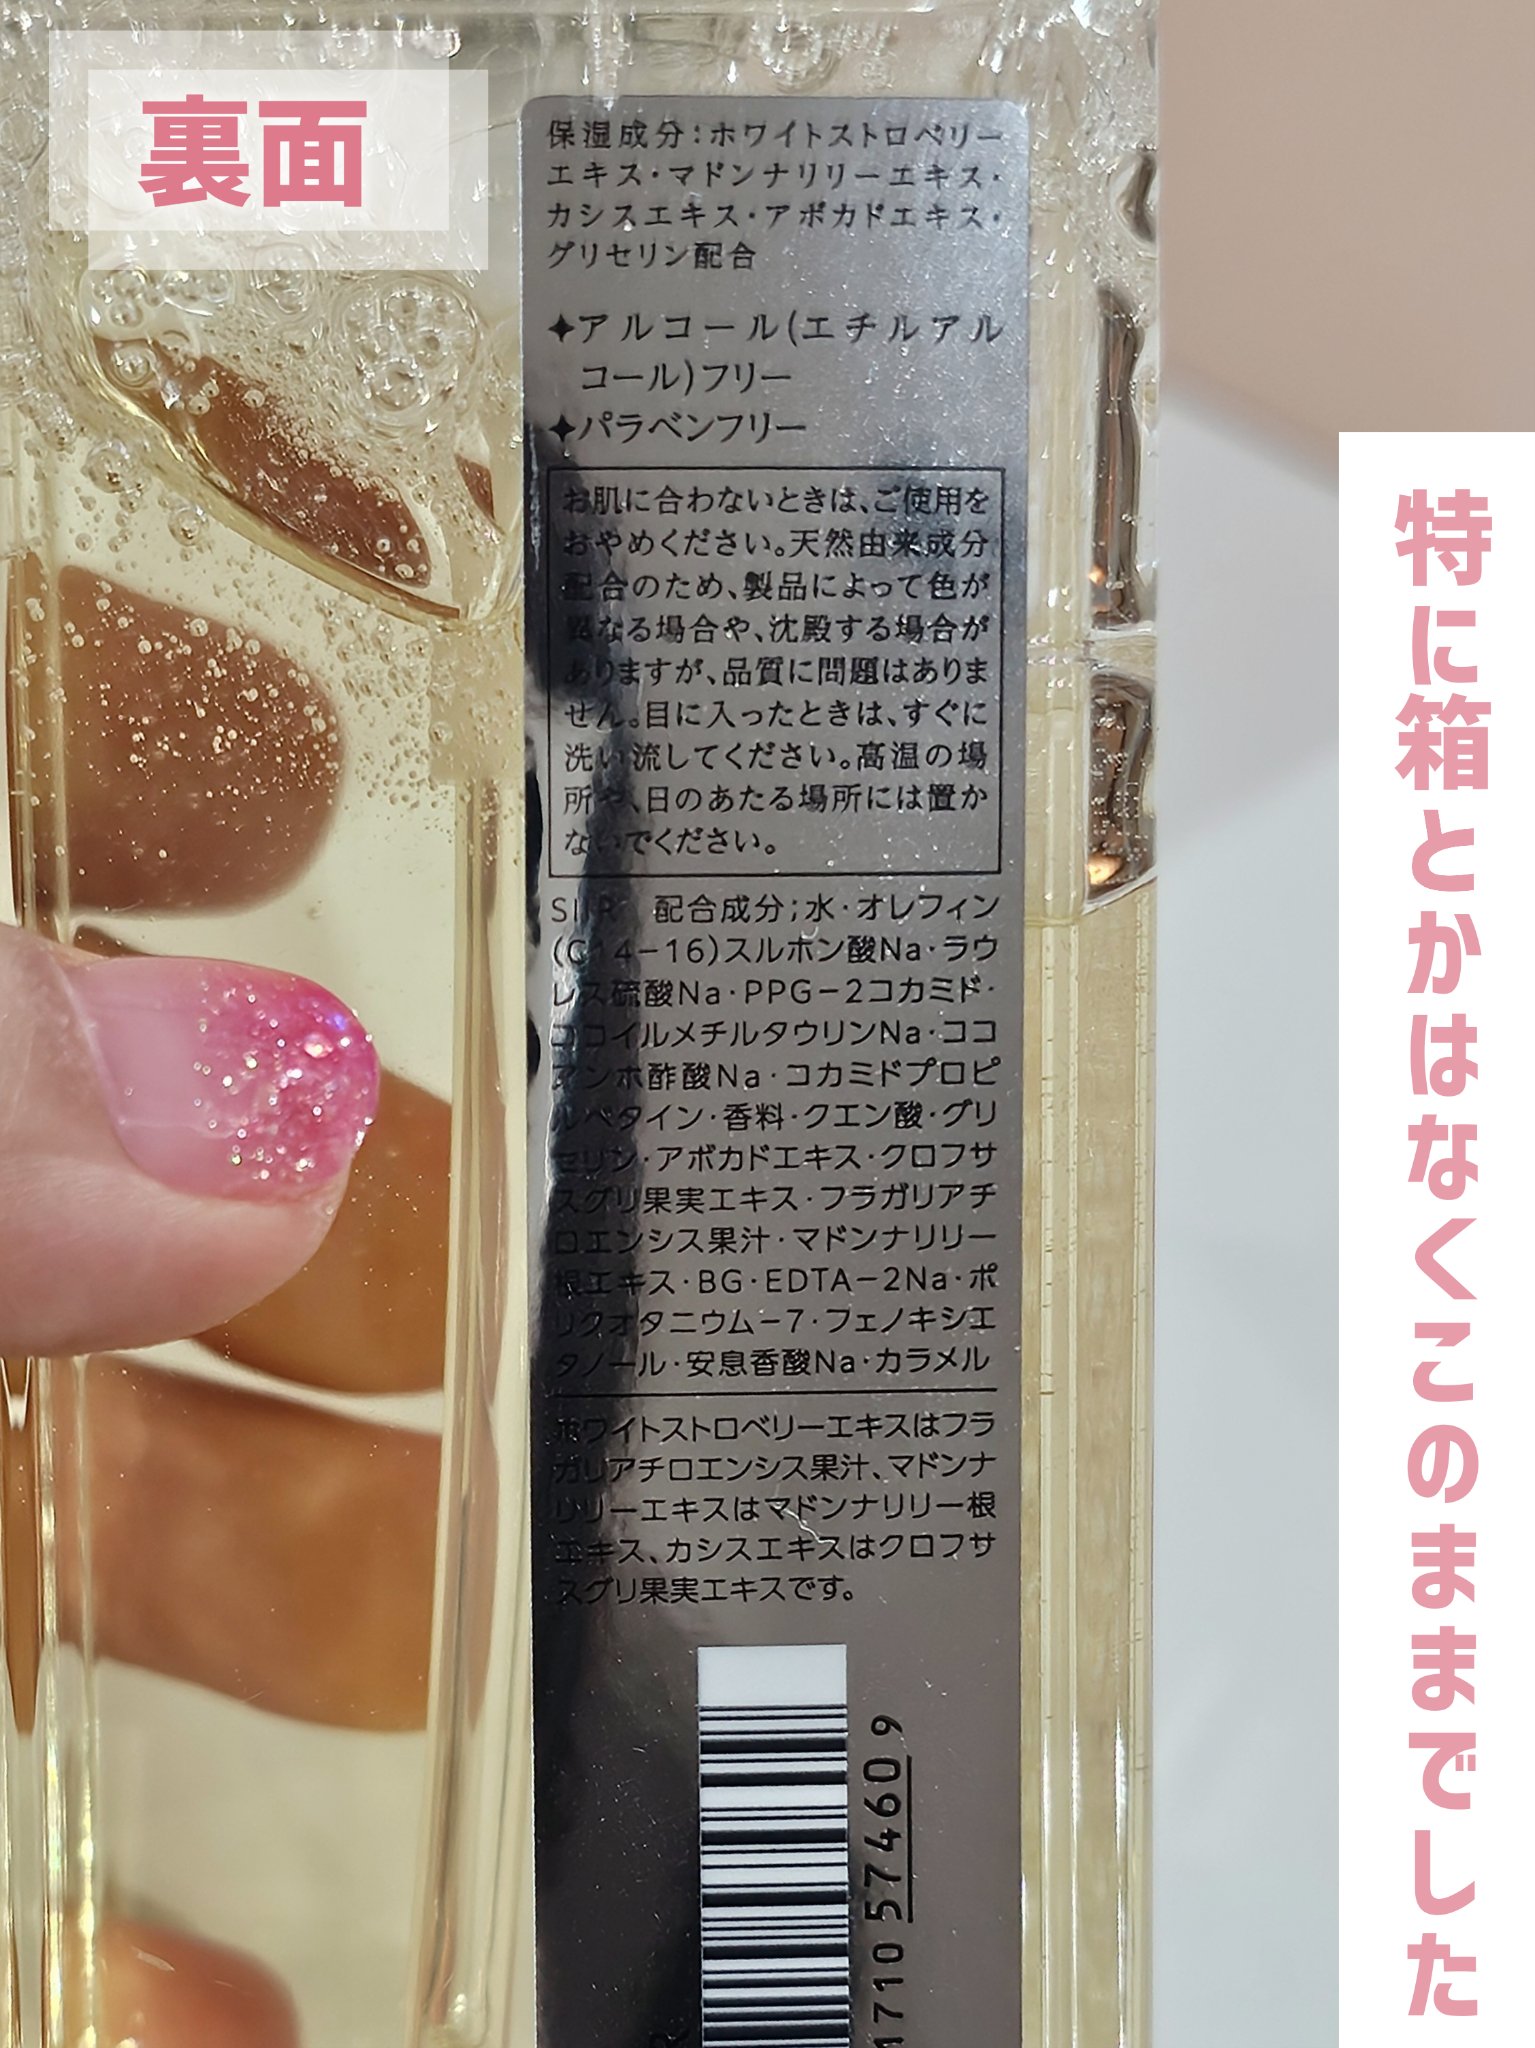 裏面
保湿成分：ホワイトストロベリー
エキス・マドンナリリーエキス・
カシスエキス・アボカドエキス・
グリセリン配合
✦アルコール(エチルアル
コール)フリー
✦パラベンフリー
お肌に合わないときは、ご使用を
おやめください。天然由来成分
配合のため、製品によって色が
異なる場合や、沈殿する場合が
ありますが、品質に問題はありま
せん。目に入ったときは、すぐに
洗い流してください。高温の場
所や、日のあたる場所には置か
ないでください。
配合成分；水・オレフィン
(C14−16)スルホン酸Na・ラウ
レス硫酸Na・PPG−2コカミド・
ココイルメチルタウリンNa・ココ
アンホ酢酸Na・コカミドプロピ
ルベタイン・香料・クエン酸・グリ
セリン・アボカドエキス・クロフサ
スグリ果実エキス・フラガリアチ
ロエンシス果汁・マドンナリリー
根エキス・BG・EDTA−2Na・ポ
リクオタニウム−7・フェノキシエ
タノール・安息香酸Na・カラメル
ホワイトストロベリーエキスはフラ
ガリアチロエンシス果汁、マドンナ
リリーエキスはマドンナリリー根
エキス、カシスエキスはクロフサ
スグリ果実エキスです。
1710 574609
特に箱とかはなくこのままでした